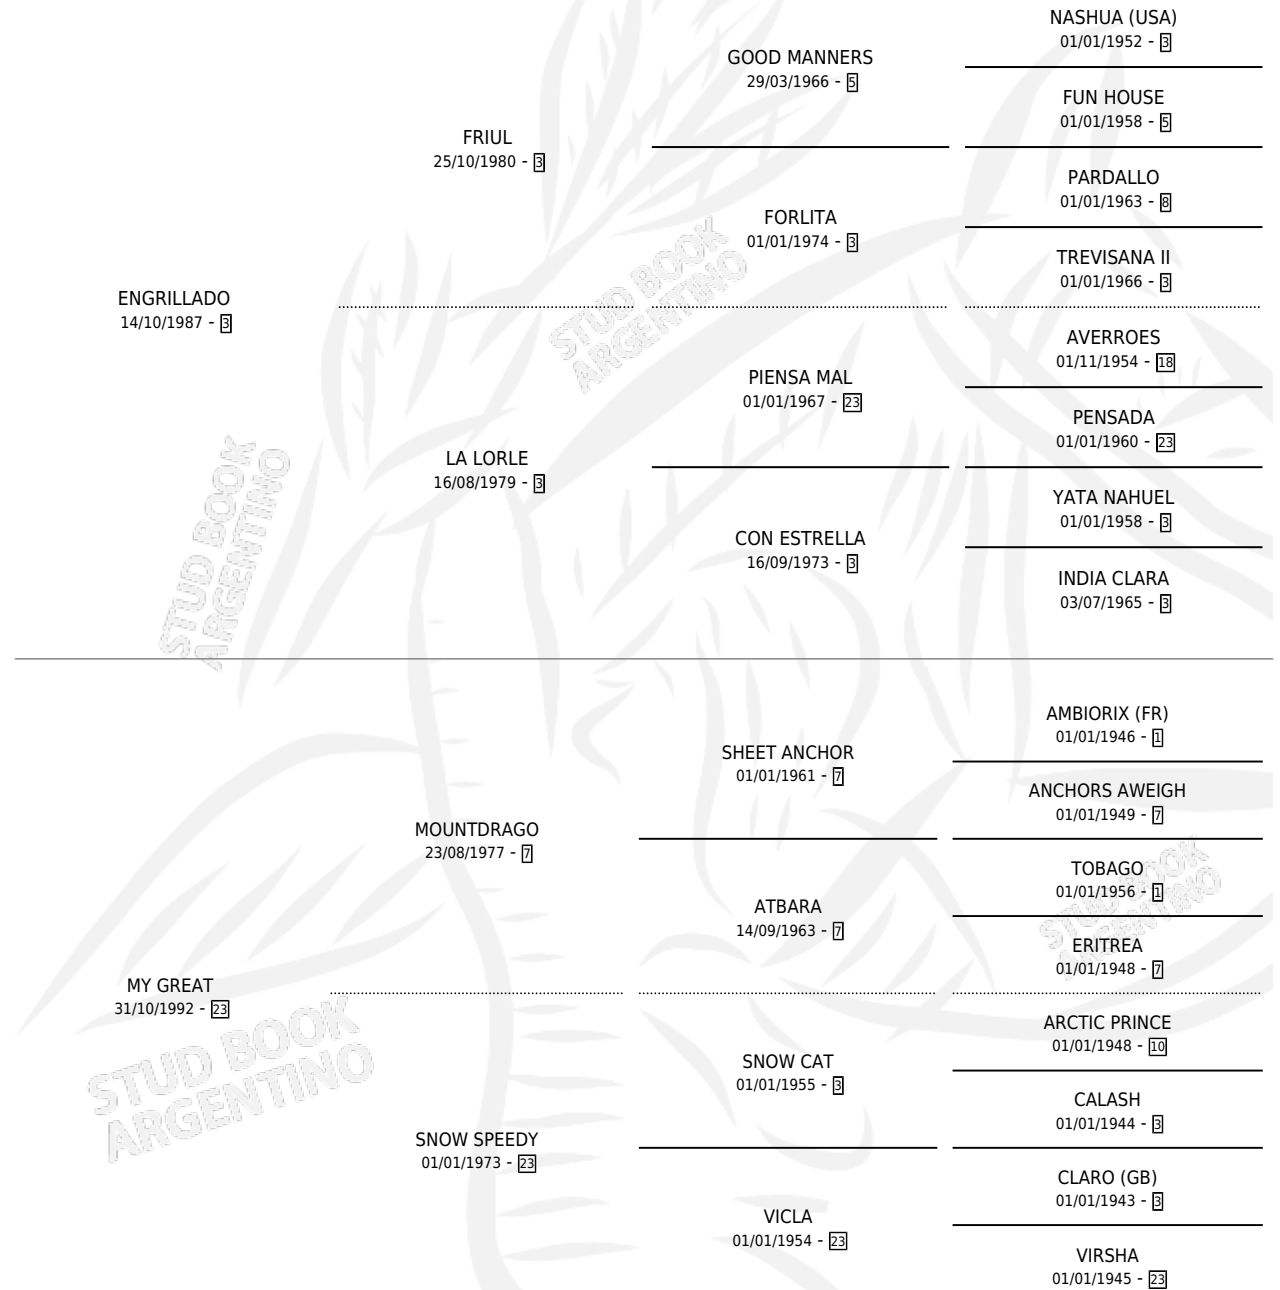 NASHUA (USA)
01/01/1952 - 3
GOOD MANNERS
29/03/1966 - 5
FUN HOUSE
01/01/1958 - 5
FRIUL
25/10/1980 - 3
PARDALLO
01/01/1963 - 8
FORLITA
01/01/1974 - 3
TREVISANA II
01/01/1966 - 3
ENGRILLADO
14/10/1987 - 3
AVERROES
01/11/1954 - 18
PIENSA MAL
01/01/1967 - 23
PENSADA
01/01/1960 - 23
LA LORLE
16/08/1979 - 3
YATA NAHUEL
01/01/1958 - 3
CON ESTRELLA
16/09/1973 - 3
INDIA CLARA
03/07/1965 - 3
STUD BOOK
ARGENTINO
STUD BOOK
ARGENTINO
AMBIORIX (FR)
01/01/1946 - 1
SHEET ANCHOR
01/01/1961 - 7
ANCHORS AWEIGH
01/01/1949 - 7
MOUNTDRAGO
23/08/1977 - 7
TOBAGO
01/01/1956 - 1
ATBARA
14/09/1963 - 7
ERITREA
01/01/1948 - 7
STUD BOOK
ARGENTINO
MY GREAT
31/10/1992 - 23
ARCTIC PRINCE
01/01/1948 - 10
SNOW CAT
01/01/1955 - 3
CALASH
01/01/1944 - 3
SNOW SPEEDY
01/01/1973 - 23
CLARO (GB)
01/01/1943 - 3
VICLA
01/01/1954 - 23
VIRSHA
01/01/1945 - 23
STUD BOOK
ARGENTINO